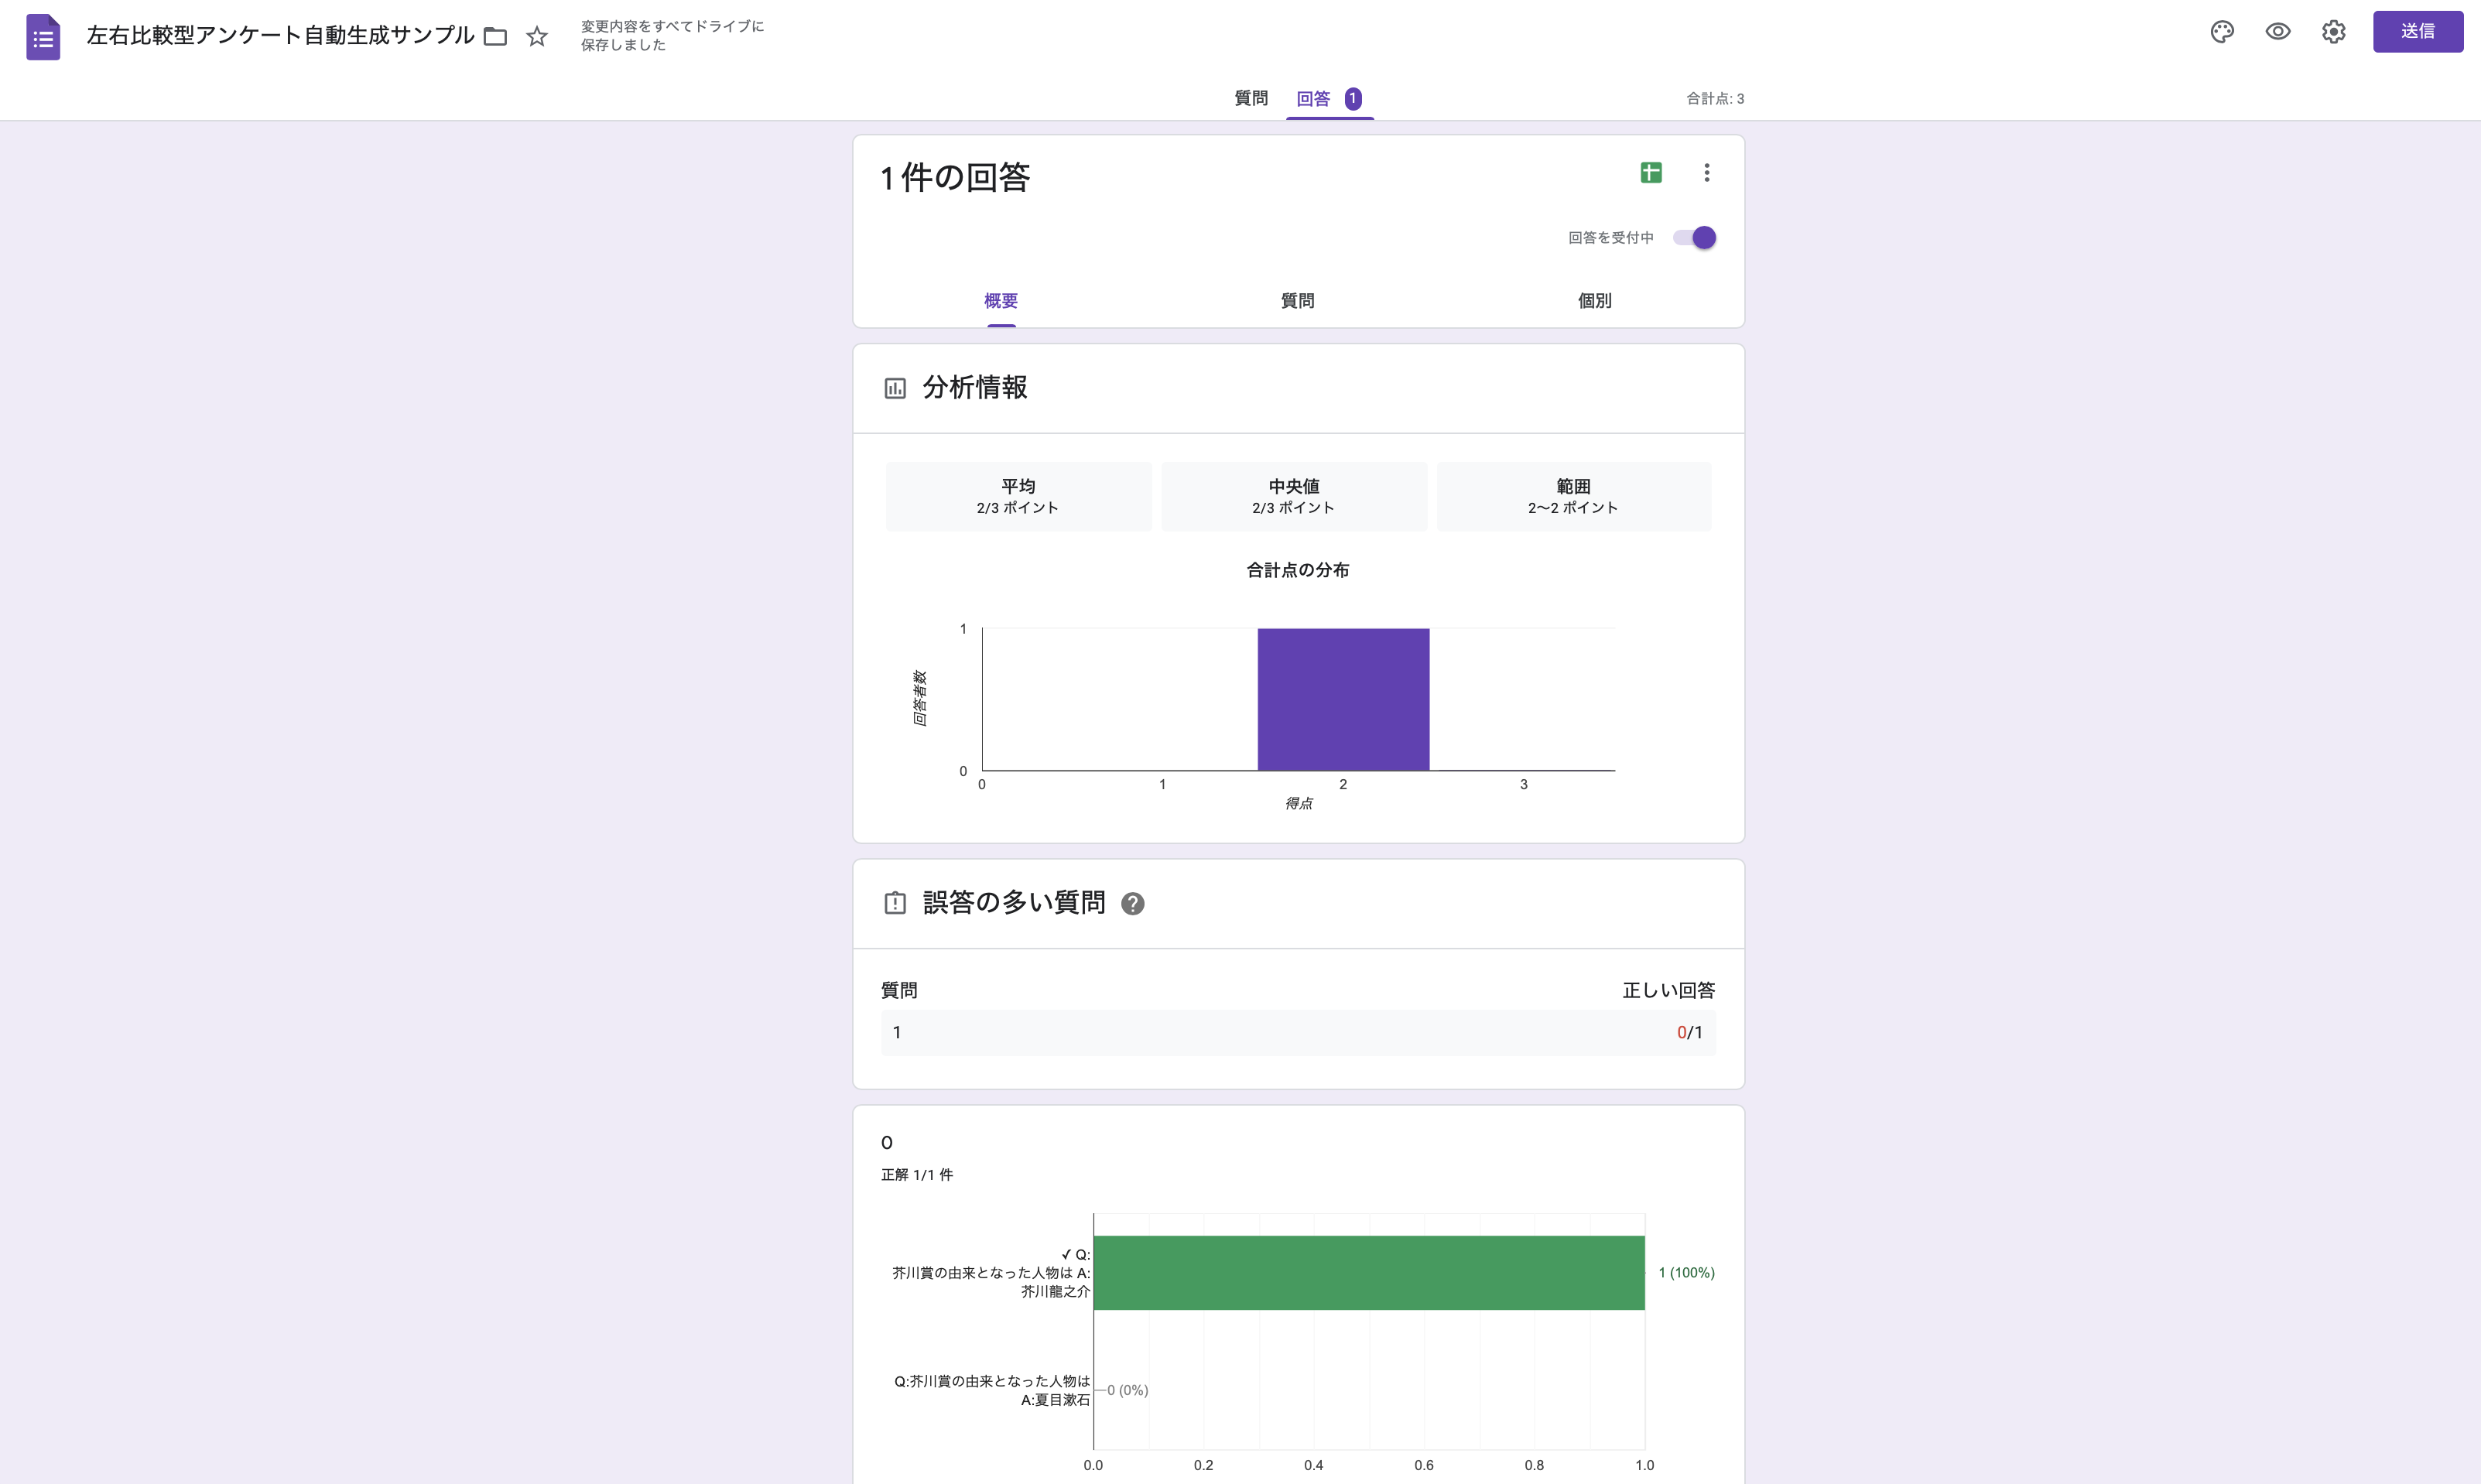 左右比較型アンケート自動生成サンプル
変更内容をすべてドライブに
保存しました
送信
質問
回答 1
合計点: 3
1 件の回答
回答を受付中
概要
質問
個別
分析情報
平均
2/3 ポイント
中央値
2/3 ポイント
範囲
2～2 ポイント
合計点の分布
1
回答者数
0
0 1 2 3
得点
誤答の多い質問
質問 正しい回答
1 0/1
0
正解 1/1 件
✓ Q:
芥川賞の由来となった人物は A:
芥川龍之介
1 (100%)
Q:芥川賞の由来となった人物は
A:夏目漱石
0 (0%)
0.0 0.2 0.4 0.6 0.8 1.0